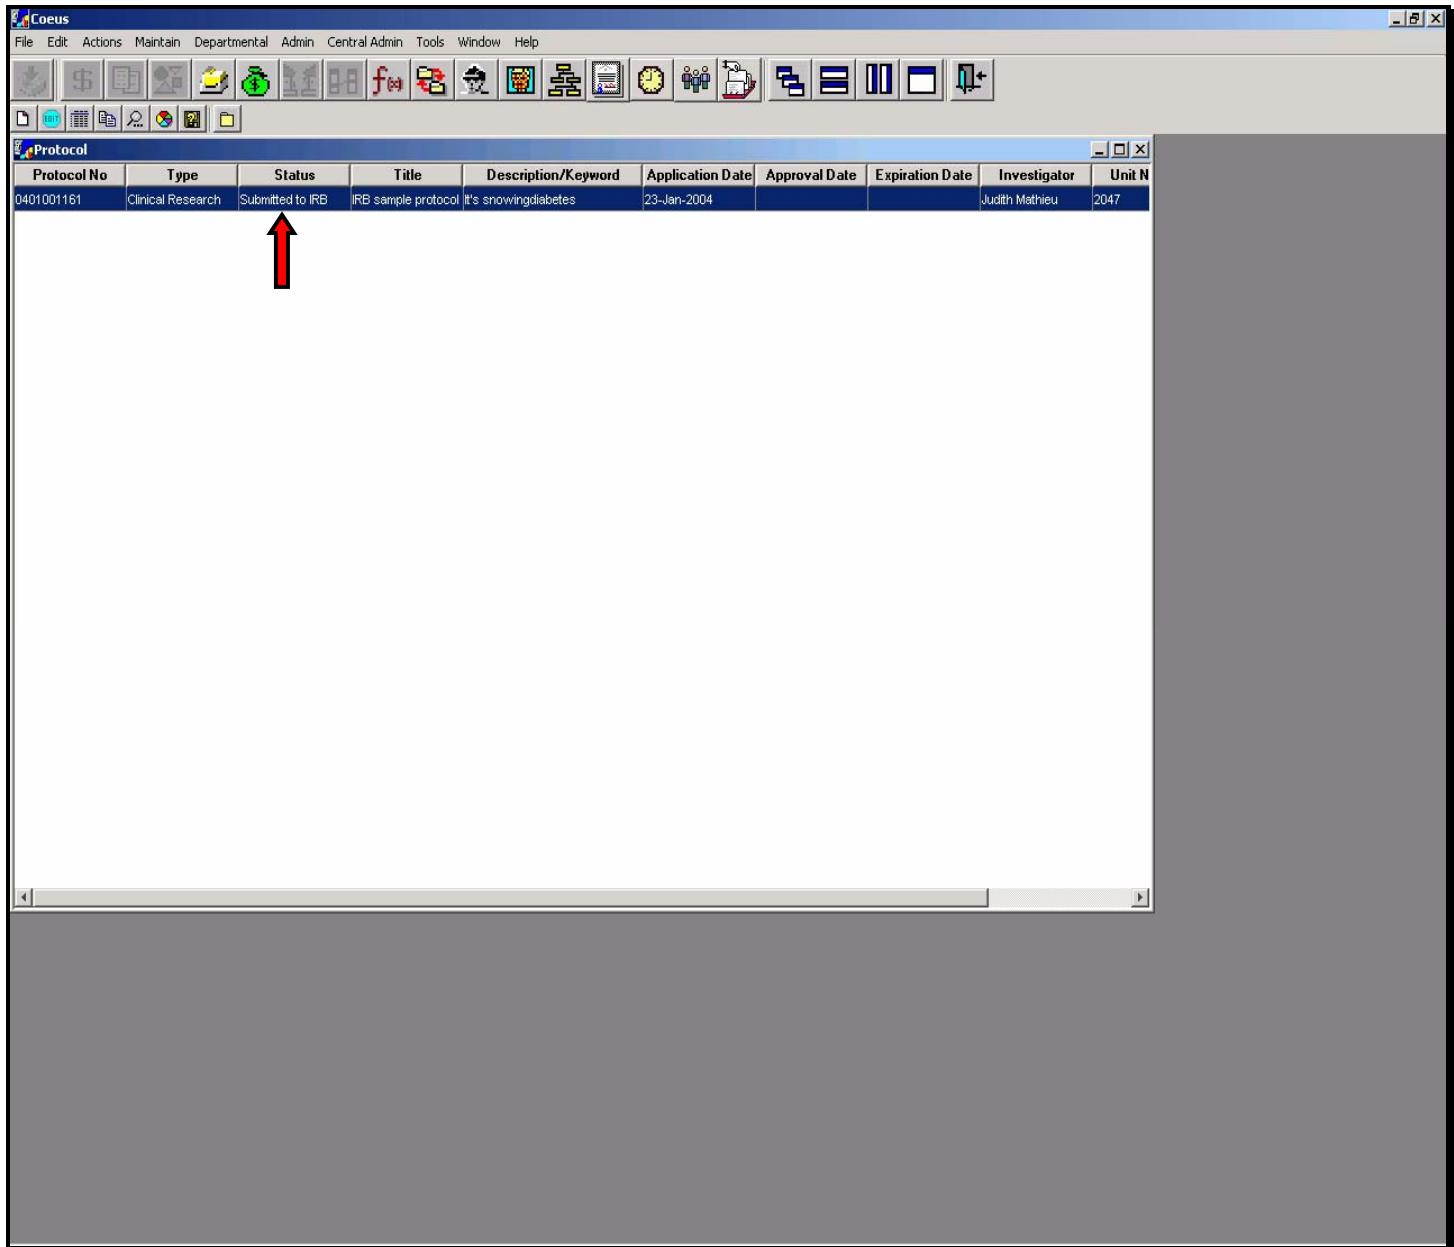 Coeus
File Edit Actions Maintain Departmental Admin Central Admin Tools Window Help
Protocol
Protocol No Type Status Title Description/Keyword Application Date Approval Date Expiration Date Investigator Unit N
0401001161 Clinical Research Submitted to IRB IRB sample protocol It's snowingdiabetes 23-Jan-2004 Judith Mathieu 2047